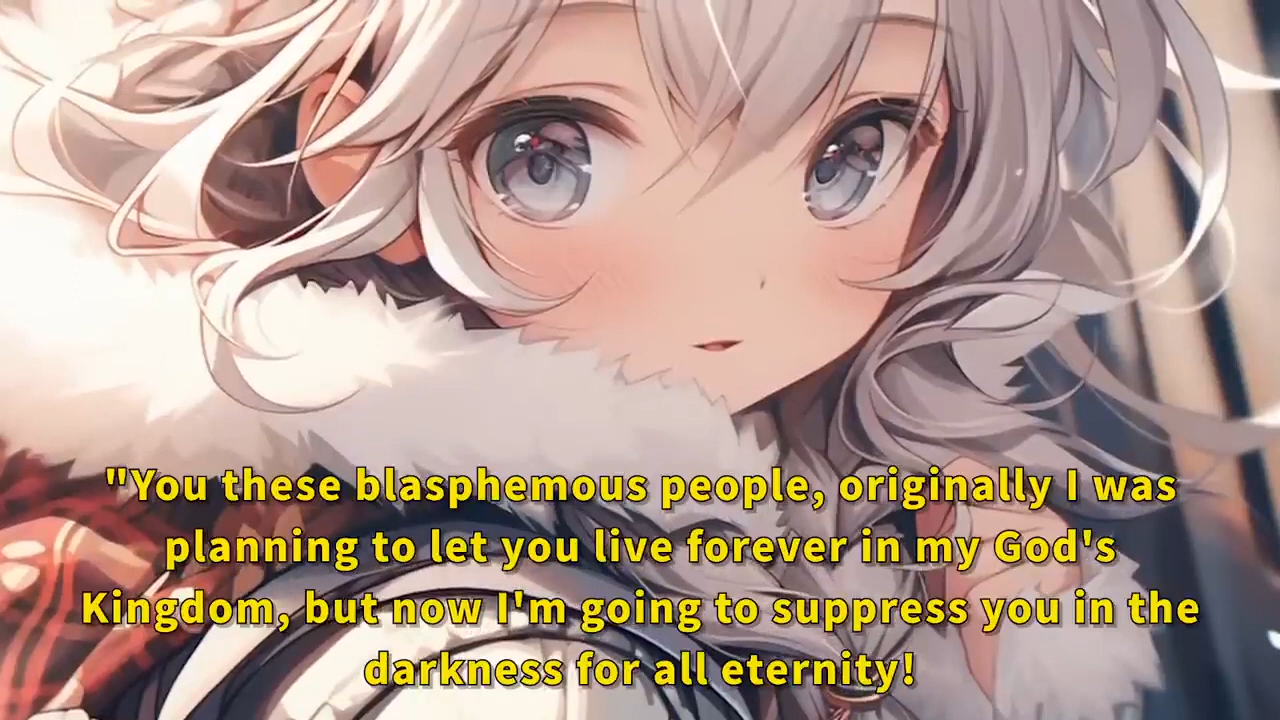 "You these blasphemous people, originally I was
planning to let you live forever in my God's
Kingdom, but now I'm going to suppress you in the
darkness for all eternity!